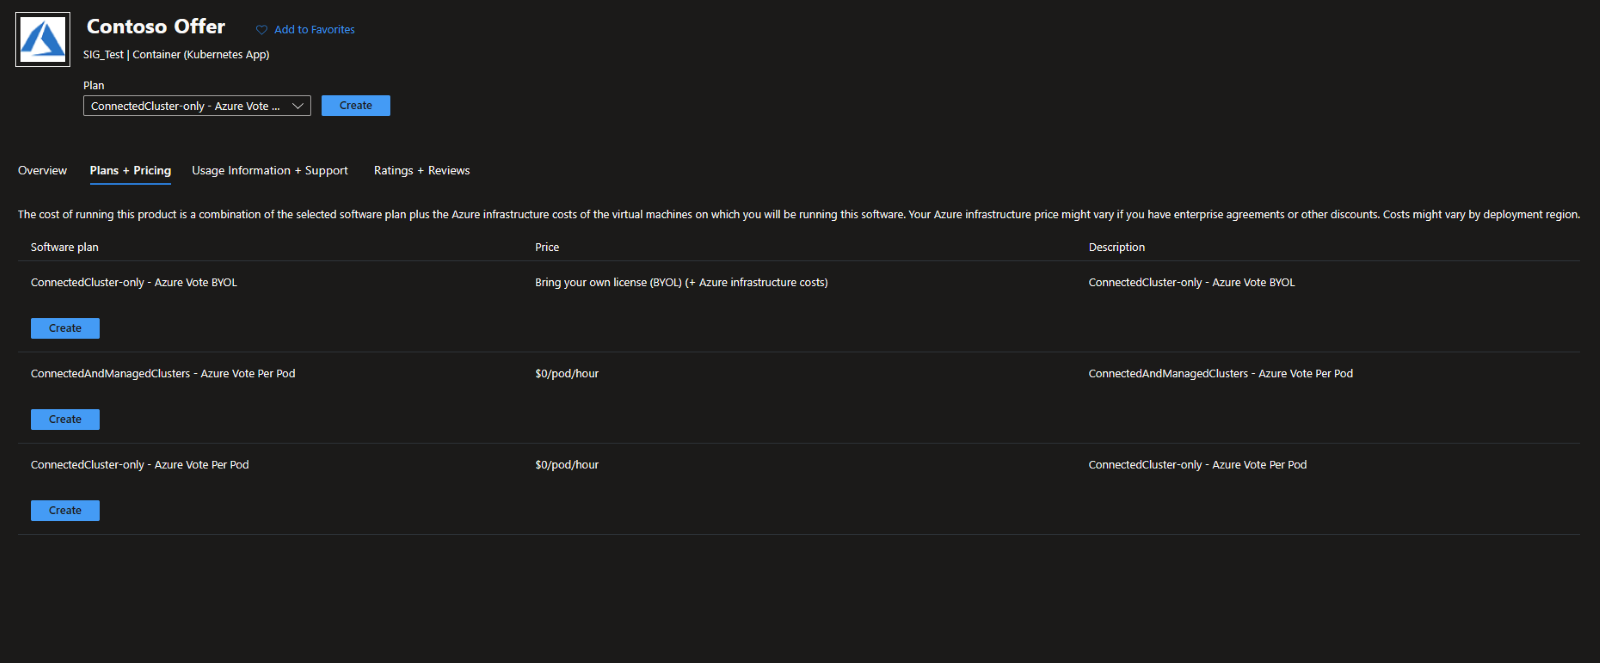 Contoso Offer
Add to Favorites
SIG_Test | Container (Kubernetes App)
Plan
ConnectedCluster-only - Azure Vote ...
Create
Overview
Plans + Pricing
Usage Information + Support
Ratings + Reviews
The cost of running this product is a combination of the selected software plan plus the Azure infrastructure costs of the virtual machines on which you will be running this software. Your Azure infrastructure price might vary if you have enterprise agreements or other discounts. Costs might vary by deployment region.
Software plan
Price
Description
ConnectedCluster-only - Azure Vote BYOL
Bring your own license (BYOL) (+ Azure infrastructure costs)
ConnectedCluster-only - Azure Vote BYOL
Create
ConnectedAndManagedClusters - Azure Vote Per Pod
$0/pod/hour
ConnectedAndManagedClusters - Azure Vote Per Pod
Create
ConnectedCluster-only - Azure Vote Per Pod
$0/pod/hour
ConnectedCluster-only - Azure Vote Per Pod
Create